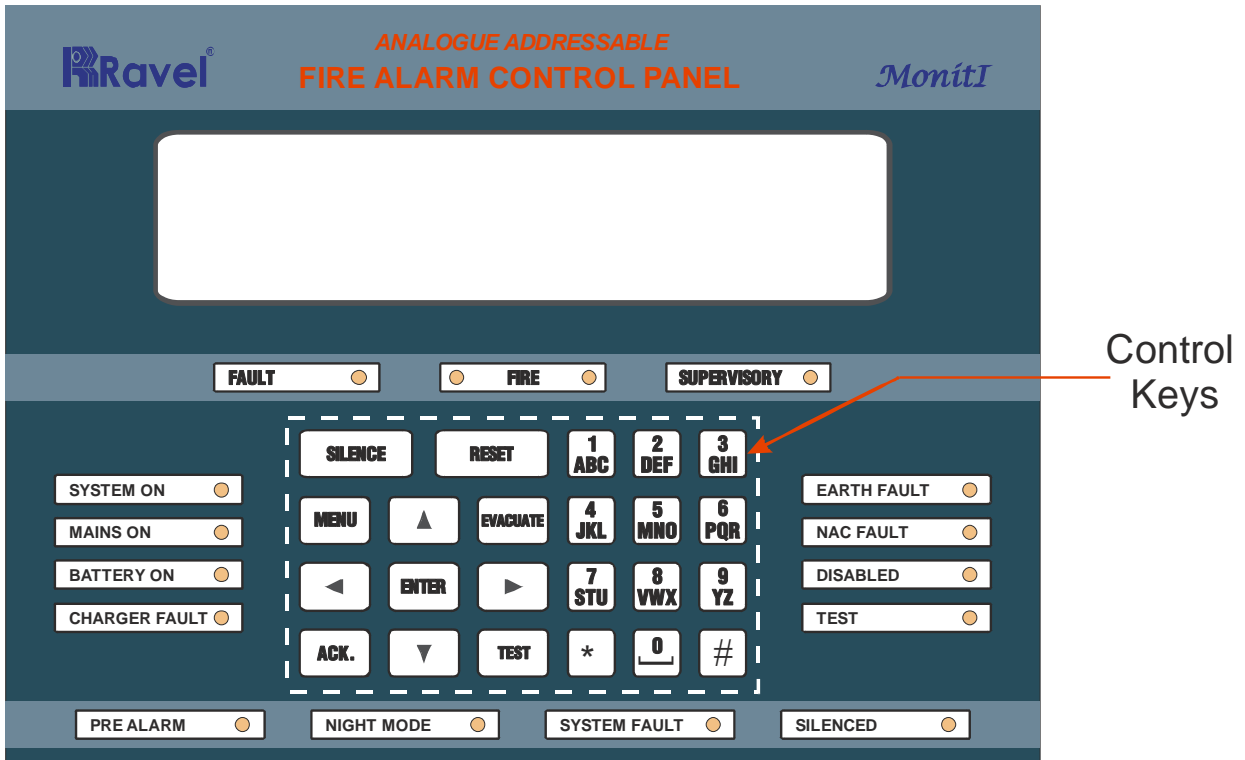 ANALOGUE ADDRESSABLE
Ravel®
FIRE ALARM CONTROL PANEL
MonitI
FAULT
FIRE
SUPERVISORY
Control
Keys
SILENCE
RESET
1
ABC
2
DEF
3
GHI
MENU
EVACUATE
4
JKL
5
MNO
6
PQR
ENTER
7
STU
8
VWX
9
YZ
ACK.
TEST
*
0
#
SYSTEM ON
MAINS ON
BATTERY ON
CHARGER FAULT
EARTH FAULT
NAC FAULT
DISABLED
TEST
PRE ALARM
NIGHT MODE
SYSTEM FAULT
SILENCED